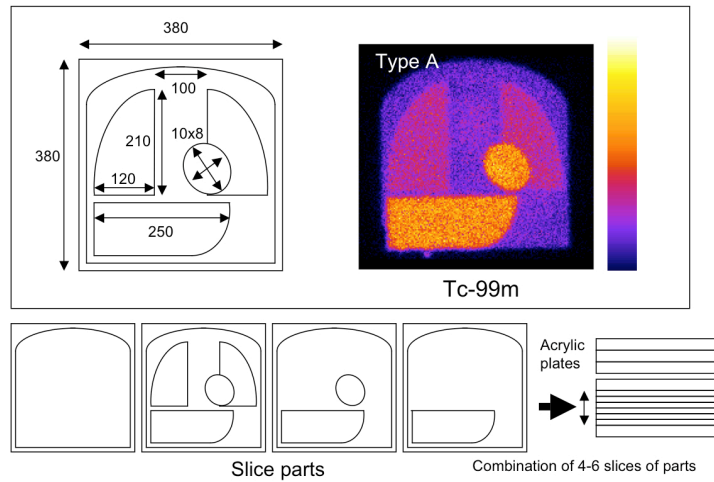 380
100
380
210
10x8
120
250
Type A
Tc-99m
Acrylic
plates
Slice parts
Combination of 4-6 slices of parts